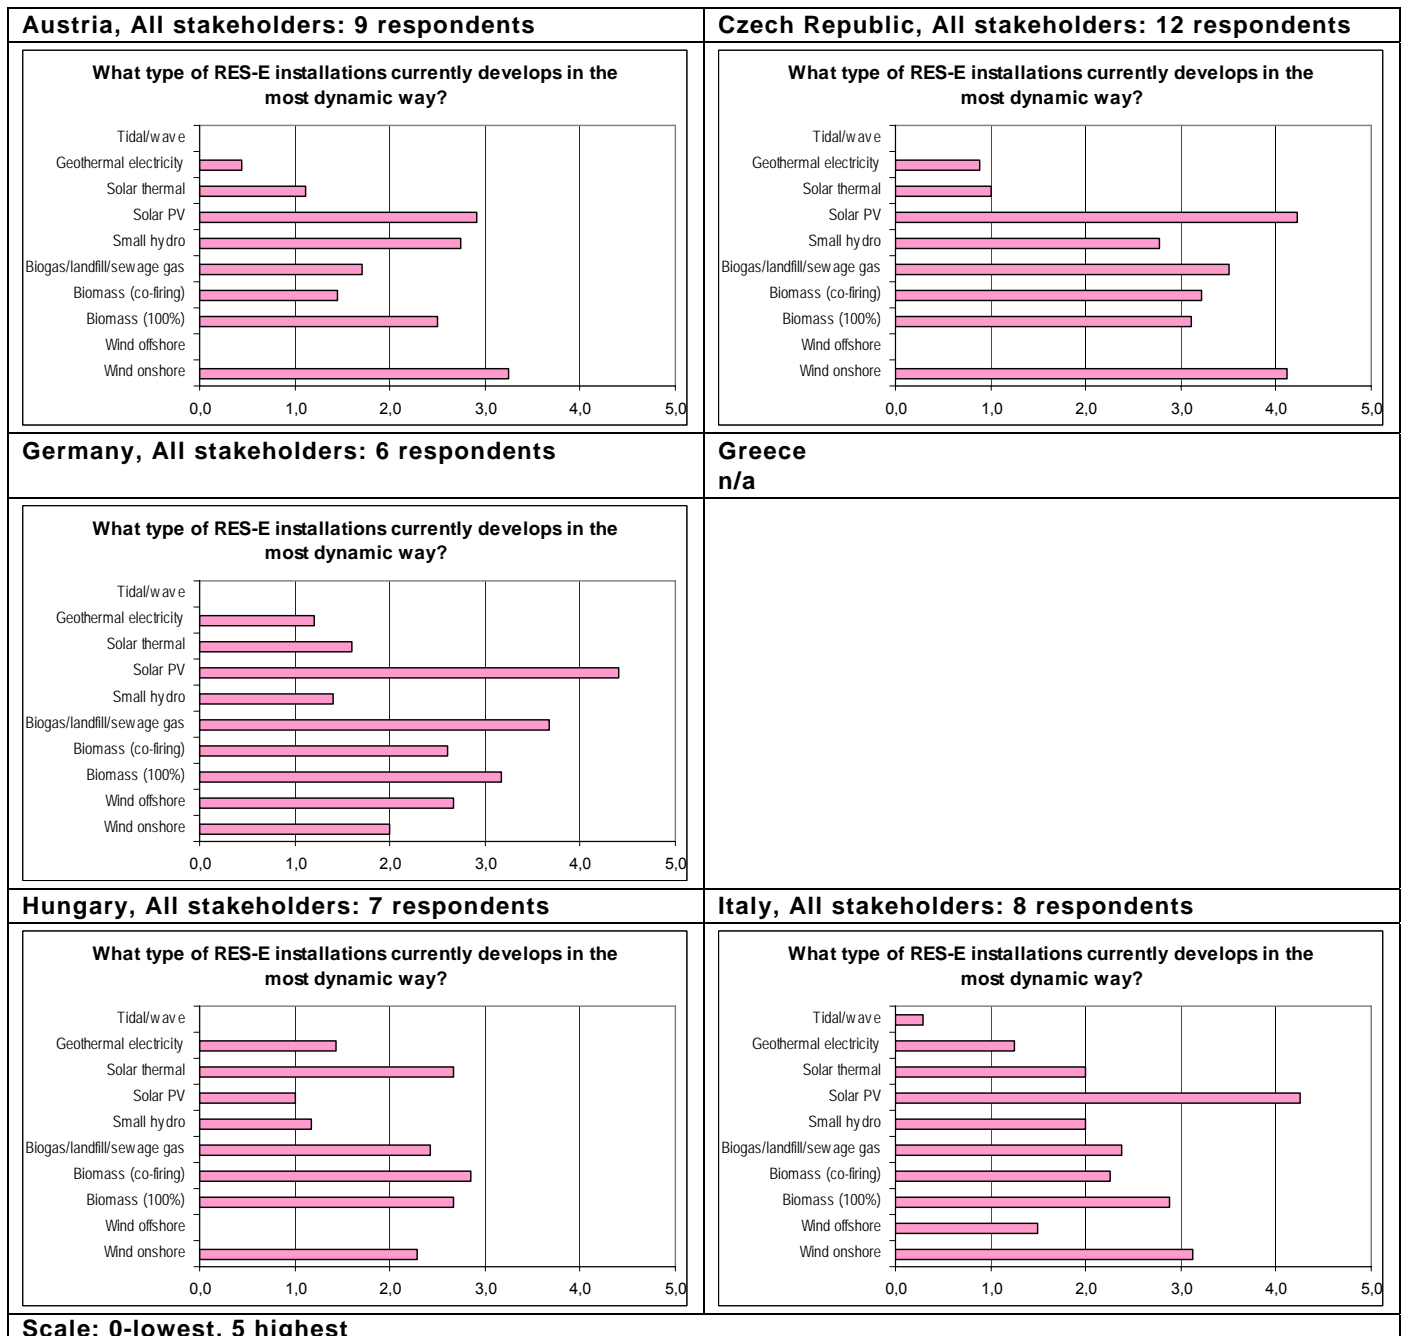 Austria, All stakeholders: 9 respondents
What type of RES-E installations currently develops in the
most dynamic way?
Tidal/wave
Geothermal electricity
Solar thermal
Solar PV
Small hydro
Biogas/landfill/sewage gas
Biomass (co-firing)
Biomass (100%)
Wind offshore
Wind onshore
0,0 1,0 2,0 3,0 4,0 5,0
Czech Republic, All stakeholders: 12 respondents
What type of RES-E installations currently develops in the
most dynamic way?
Tidal/wave
Geothermal electricity
Solar thermal
Solar PV
Small hydro
Biogas/landfill/sewage gas
Biomass (co-firing)
Biomass (100%)
Wind offshore
Wind onshore
0,0 1,0 2,0 3,0 4,0 5,0
Germany, All stakeholders: 6 respondents
What type of RES-E installations currently develops in the
most dynamic way?
Tidal/wave
Geothermal electricity
Solar thermal
Solar PV
Small hydro
Biogas/landfill/sewage gas
Biomass (co-firing)
Biomass (100%)
Wind offshore
Wind onshore
0,0 1,0 2,0 3,0 4,0 5,0
Greece
n/a
Hungary, All stakeholders: 7 respondents
What type of RES-E installations currently develops in the
most dynamic way?
Tidal/wave
Geothermal electricity
Solar thermal
Solar PV
Small hydro
Biogas/landfill/sewage gas
Biomass (co-firing)
Biomass (100%)
Wind offshore
Wind onshore
0,0 1,0 2,0 3,0 4,0 5,0
Italy, All stakeholders: 8 respondents
What type of RES-E installations currently develops in the
most dynamic way?
Tidal/wave
Geothermal electricity
Solar thermal
Solar PV
Small hydro
Biogas/landfill/sewage gas
Biomass (co-firing)
Biomass (100%)
Wind offshore
Wind onshore
0,0 1,0 2,0 3,0 4,0 5,0
Scale: 0-lowest, 5 highest